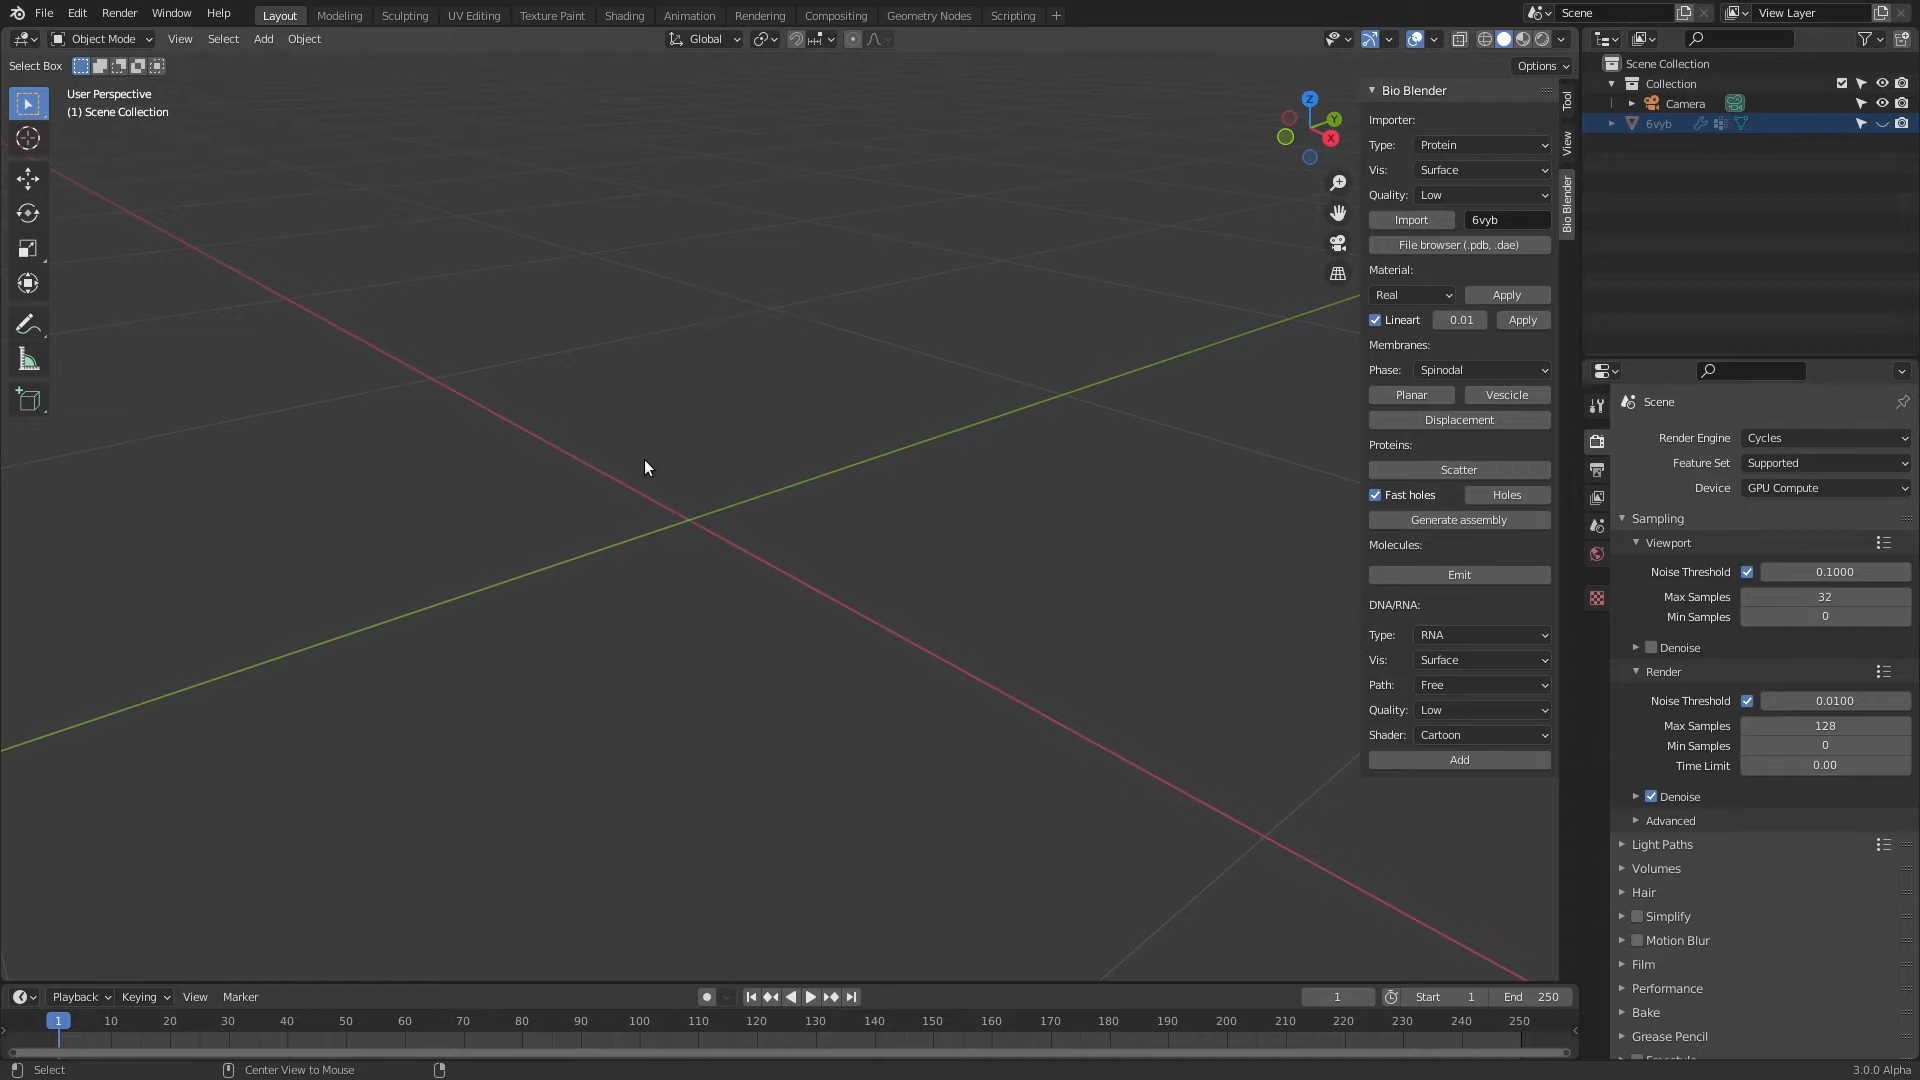 File Edit Render Window Help Layout Modeling Sculpting UV Editing Texture Paint Shading Animation Rendering Compositing Geometry Nodes Scripting + Scene View Layer
Object Mode View Select Add Object Global
Select Box Options
User Perspective
(1) Scene Collection
Z
Y
X
Bio Blender
Importer:
Type: Protein
Vis: Surface
Quality: Low
Import 6vyb
File browser (.pdb, .dae)
Material:
Real Apply
Lineart 0.01 Apply
Membranes:
Phase: Spinodal
Planar Vescicle
Displacement
Proteins:
Scatter
Fast holes Holes
Generate assembly
Molecules:
Emit
DNA/RNA:
Type: RNA
Vis: Surface
Path: Free
Quality: Low
Shader: Cartoon
Add
Tool
View
Bio Blender
Scene Collection
Collection
Camera
6vyb
Scene
Render Engine Cycles
Feature Set Supported
Device GPU Compute
Sampling
Viewport
Noise Threshold 0.1000
Max Samples 32
Min Samples 0
Denoise
Render
Noise Threshold 0.0100
Max Samples 128
Min Samples 0
Time Limit 0.00
Denoise
Advanced
Light Paths
Volumes
Hair
Simplify
Motion Blur
Film
Performance
Bake
Grease Pencil
Playback Keying View Marker 1 Start 1 End 250
1 10 20 30 40 50 60 70 80 90 100 110 120 130 140 150 160 170 180 190 200 210 220 230 240 250
Select Center View to Mouse 3.0.0 Alpha